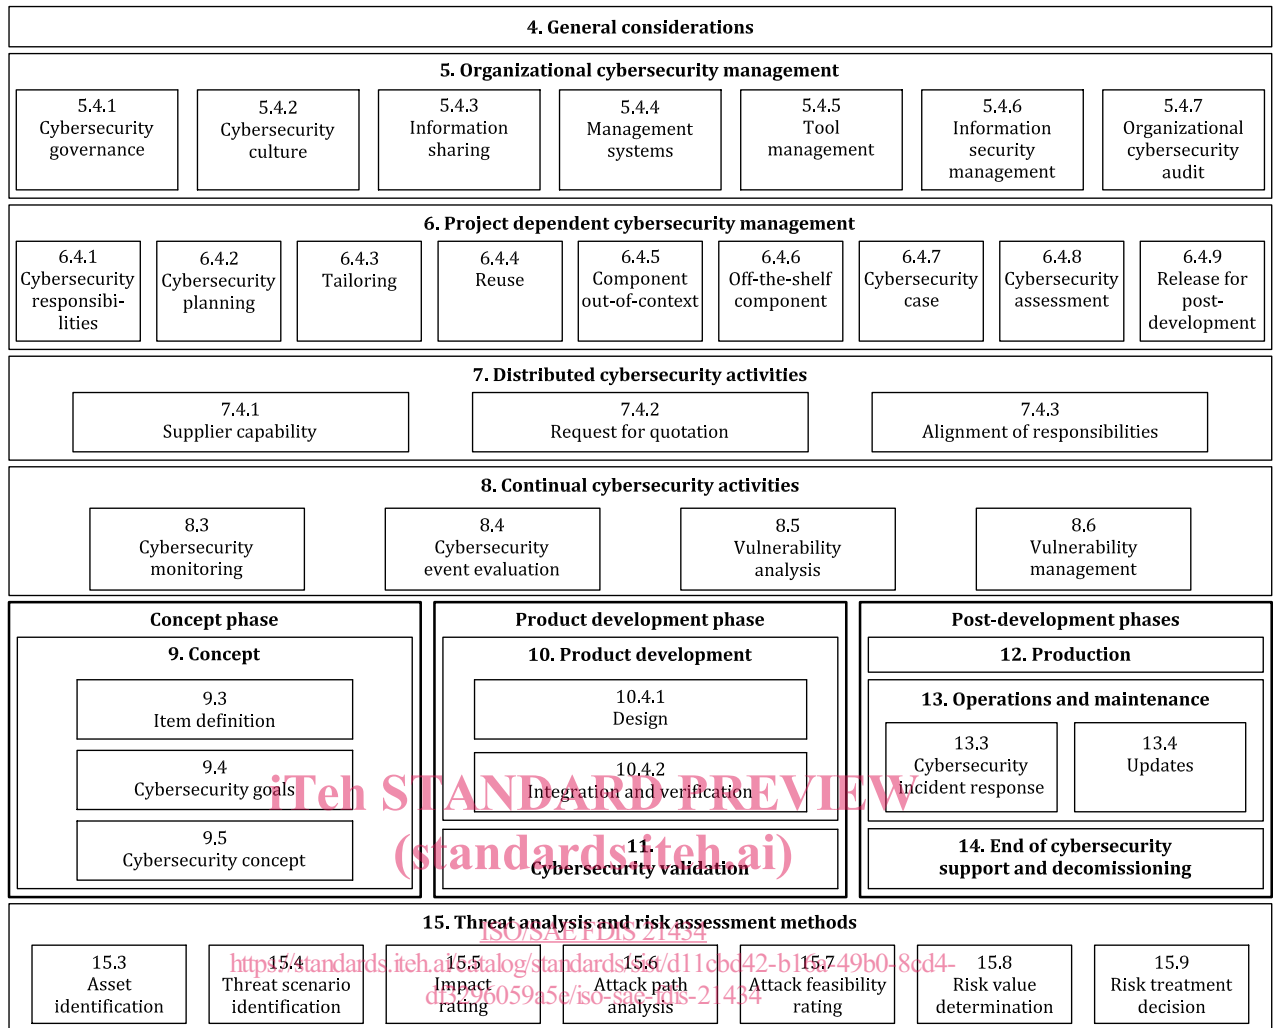 4. General considerations
5. Organizational cybersecurity management
5.4.1
Cybersecurity
governance
5.4.2
Cybersecurity
culture
5.4.3
Information
sharing
5.4.4
Management
systems
5.4.5
Tool
management
5.4.6
Information
security
management
5.4.7
Organizational
cybersecurity
audit
6. Project dependent cybersecurity management
6.4.1
Cybersecurity
responsibi-
lities
6.4.2
Cybersecurity
planning
6.4.3
Tailoring
6.4.4
Reuse
6.4.5
Component
out-of-context
6.4.6
Off-the-shelf
component
6.4.7
Cybersecurity
case
6.4.8
Cybersecurity
assessment
6.4.9
Release for
post-
development
7. Distributed cybersecurity activities
7.4.1
Supplier capability
7.4.2
Request for quotation
7.4.3
Alignment of responsibilities
8. Continual cybersecurity activities
8.3
Cybersecurity
monitoring
8.4
Cybersecurity
event evaluation
8.5
Vulnerability
analysis
8.6
Vulnerability
management
Concept phase
9. Concept
9.3
Item definition
9.4
Cybersecurity goals
9.5
Cybersecurity concept
Product development phase
10. Product development
10.4.1
Design
10.4.2
Integration and verification
11.
Cybersecurity validation
Post-development phases
12. Production
13. Operations and maintenance
13.3
Cybersecurity
incident response
13.4
Updates
14. End of cybersecurity
support and decomissioning
iTeh STANDARD PREVIEW
(standards.iteh.ai)
15. Threat analysis and risk assessment methods
15.3
Asset
identification
15.4
Threat scenario
identification
15.5
Impact
rating
15.6
Attack path
analysis
15.7
Attack feasibility
rating
15.8
Risk value
determination
15.9
Risk treatment
decision
ISO/SAE FDIS 21434
df3296059a5e/iso-sae-fdis-21434